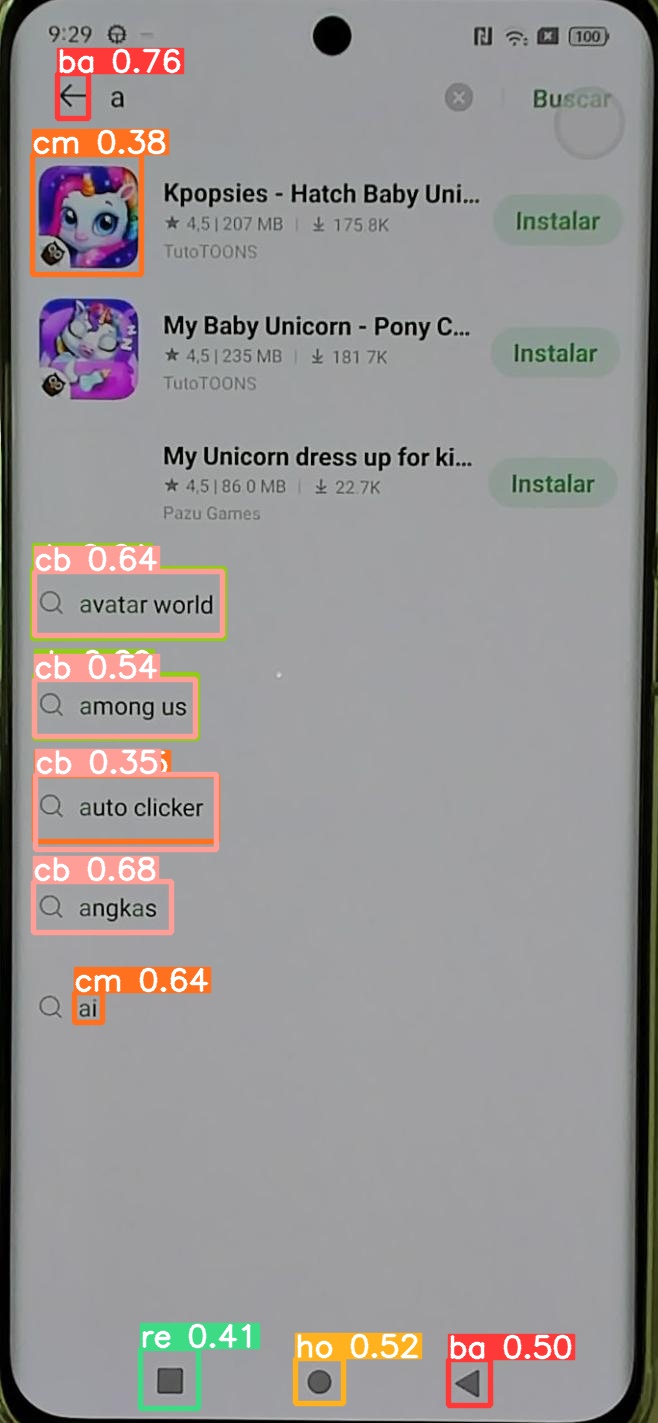 9:29
100
ba 0.76
a
Buscar
cm 0.38
Kpopsies - Hatch Baby Uni...
★ 4,5 | 207 MB | 175.8K
TutoTOONS
Instalar
My Baby Unicorn - Pony C...
★ 4,5 | 235 MB | 181 7K
TutoTOONS
Instalar
My Unicorn dress up for ki...
★ 4,5 | 86 0 MB | 22.7K
Pazu Games
Instalar
cb 0.64
avatar world
cb 0.54
among us
cb 0.35
auto clicker
cb 0.68
angkas
cm 0.64
ai
re 0.41
ho 0.52
ba 0.50